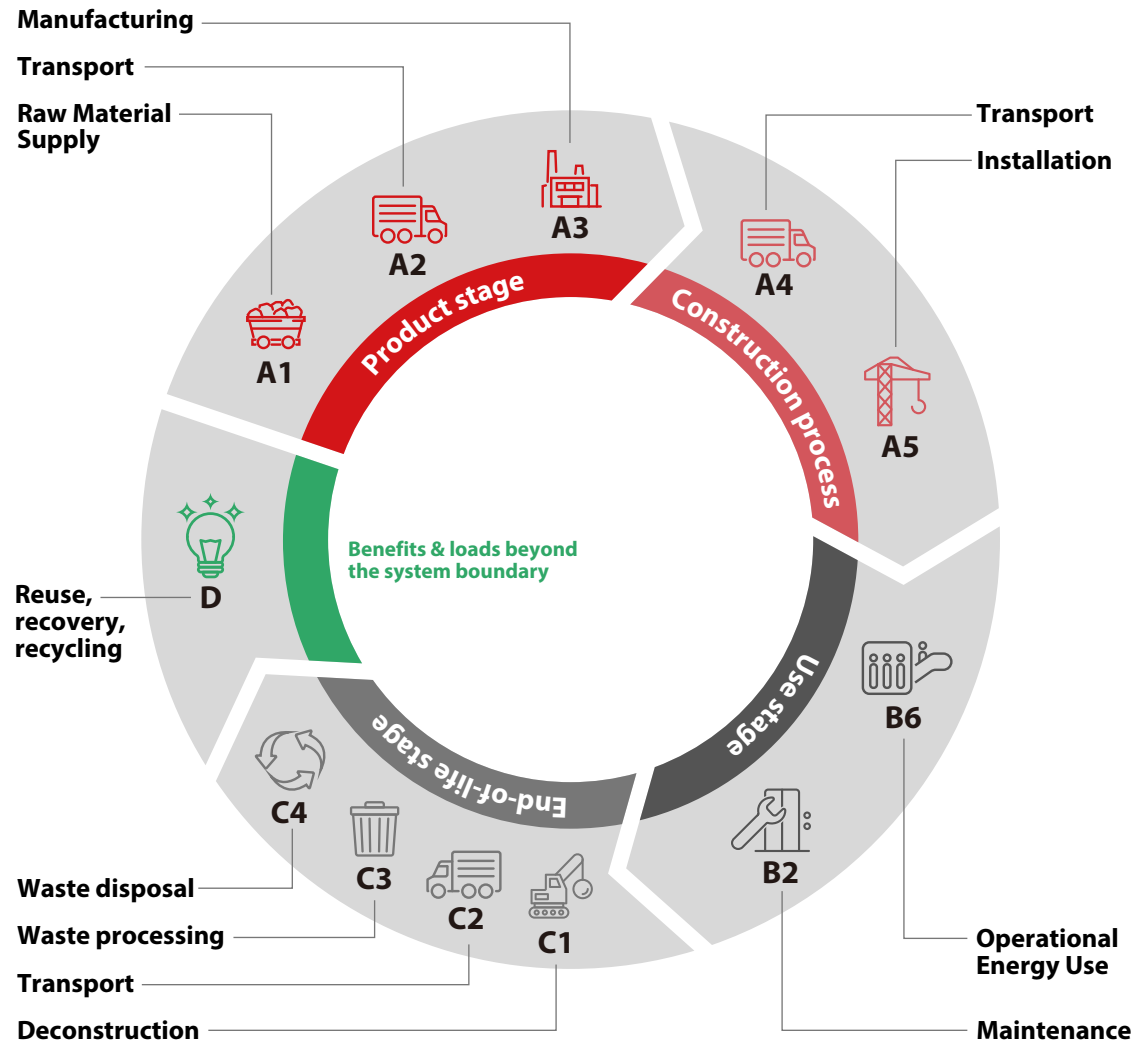 Manufacturing
Transport
Raw Material
Supply
Transport
Installation
A1
A2
A3
A4
A5
Product stage
Construction process
Benefits & loads beyond
the system boundary
D
Reuse,
recovery,
recycling
Use stage
B6
B2
End-of-life stage
C4
C3
C2
C1
Waste disposal
Waste processing
Transport
Deconstruction
Operational
Energy Use
Maintenance